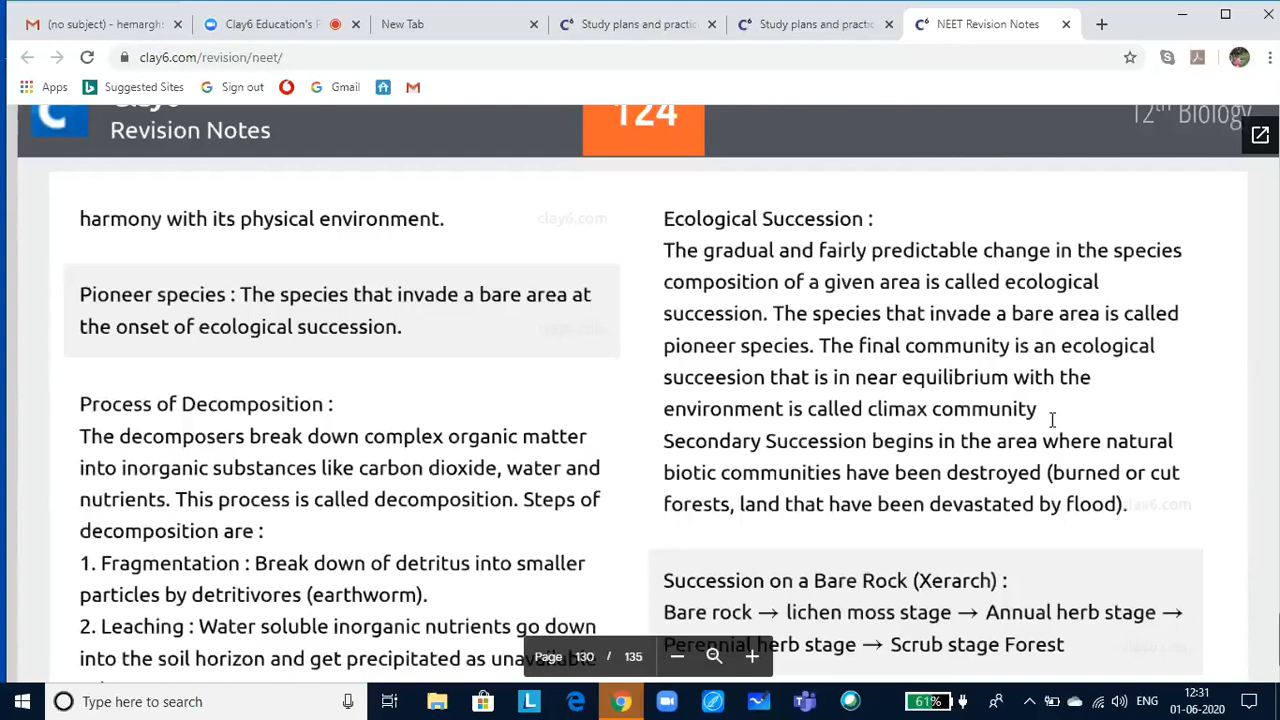 (no subject) - hemargh
Clay6 Education's P
New Tab
Study plans and practic
Study plans and practic
NEET Revision Notes
clay6.com/revision/neet/
Apps
Suggested Sites
Sign out
Gmail
Clay6
Revision Notes
124
12th Biology
harmony with its physical environment.
clay6.com
Pioneer species : The species that invade a bare area at
the onset of ecological succession.
Process of Decomposition :
The decomposers break down complex organic matter
into inorganic substances like carbon dioxide, water and
nutrients. This process is called decomposition. Steps of
decomposition are :
1. Fragmentation : Break down of detritus into smaller
particles by detritivores (earthworm).
2. Leaching : Water soluble inorganic nutrients go down
into the soil horizon and get precipitated as unavailable
Ecological Succession :
The gradual and fairly predictable change in the species
composition of a given area is called ecological
succession. The species that invade a bare area is called
pioneer species. The final community is an ecological
succeesion that is in near equilibrium with the
environment is called climax community
Secondary Succession begins in the area where natural
biotic communities have been destroyed (burned or cut
forests, land that have been devastated by flood).
clay6.com
Succession on a Bare Rock (Xerarch) :
Bare rock → lichen moss stage → Annual herb stage →
Perennial herb stage → Scrub stage Forest
Page 130 / 135
Type here to search
61%
ENG
12:31
01-06-2020